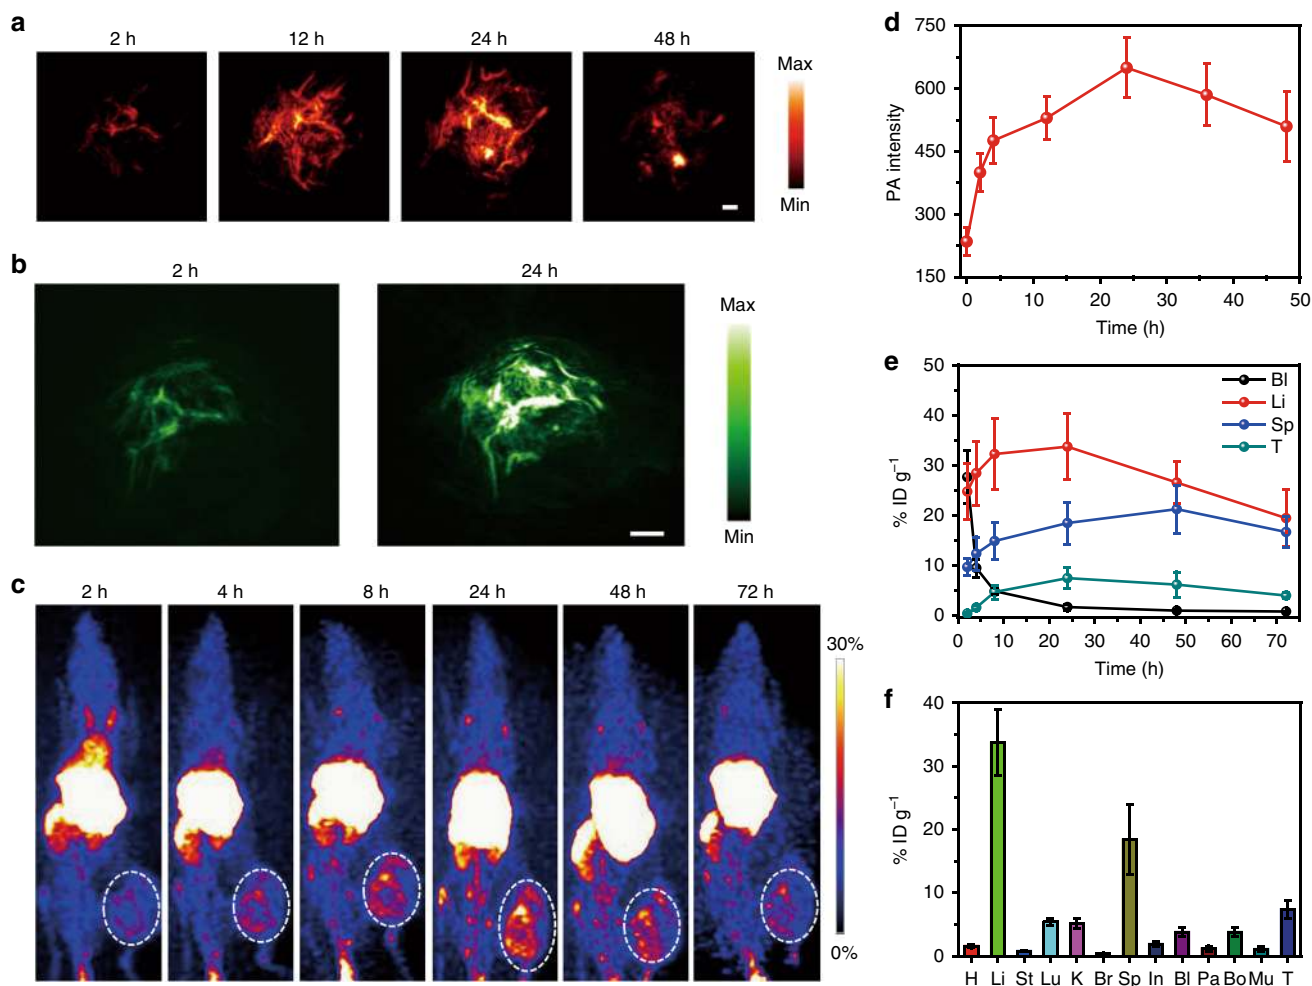 a
2 h 12 h 24 h 48 h
Max
Min
b
2 h 24 h
Max
Min
c
2 h 4 h 8 h 24 h 48 h 72 h
30%
0%
d
750
600
450
300
150
PA intensity
0 10 20 30 40 50
Time (h)
e
50
40
30
20
10
0
% ID g⁻¹
Bl
Li
Sp
T
0 10 20 30 40 50 60 70
Time (h)
f
40
30
20
10
0
% ID g⁻¹
H Li St Lu K Br Sp In Bl Pa Bo Mu T